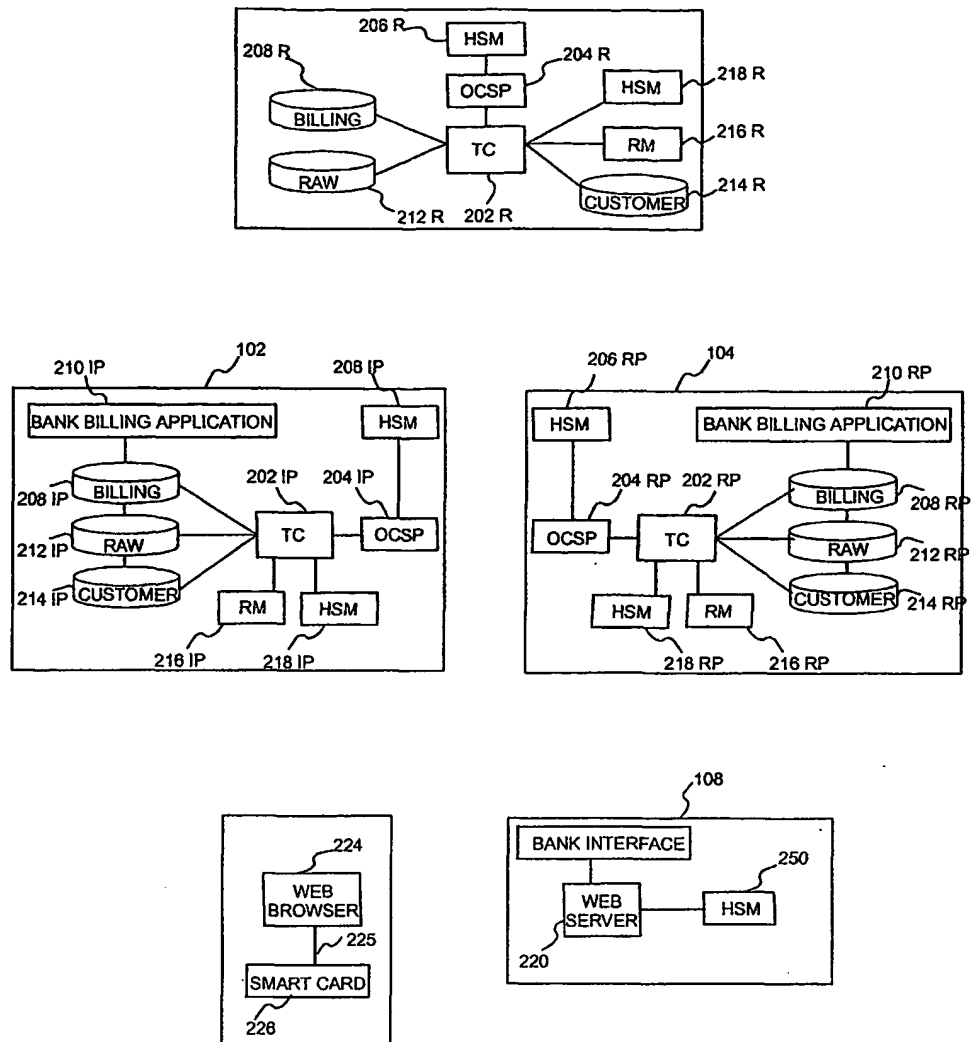 206 R
HSM
208 R
204 R
OCSP
HSM
218 R
BILLING
TC
RM
216 R
RAW
CUSTOMER
214 R
212 R
202 R
102
210 IP
208 IP
BANK BILLING APPLICATION
HSM
208 IP
BILLING
202 IP
204 IP
212 IP
RAW
TC
OCSP
214 IP
CUSTOMER
RM
HSM
216 IP
218 IP
206 RP
104
210 RP
HSM
BANK BILLING APPLICATION
204 RP
202 RP
BILLING
208 RP
OCSP
TC
RAW
212 RP
CUSTOMER
214 RP
HSM
RM
218 RP
216 RP
224
WEB
BROWSER
225
SMART CARD
226
108
BANK INTERFACE
250
WEB
SERVER
HSM
220